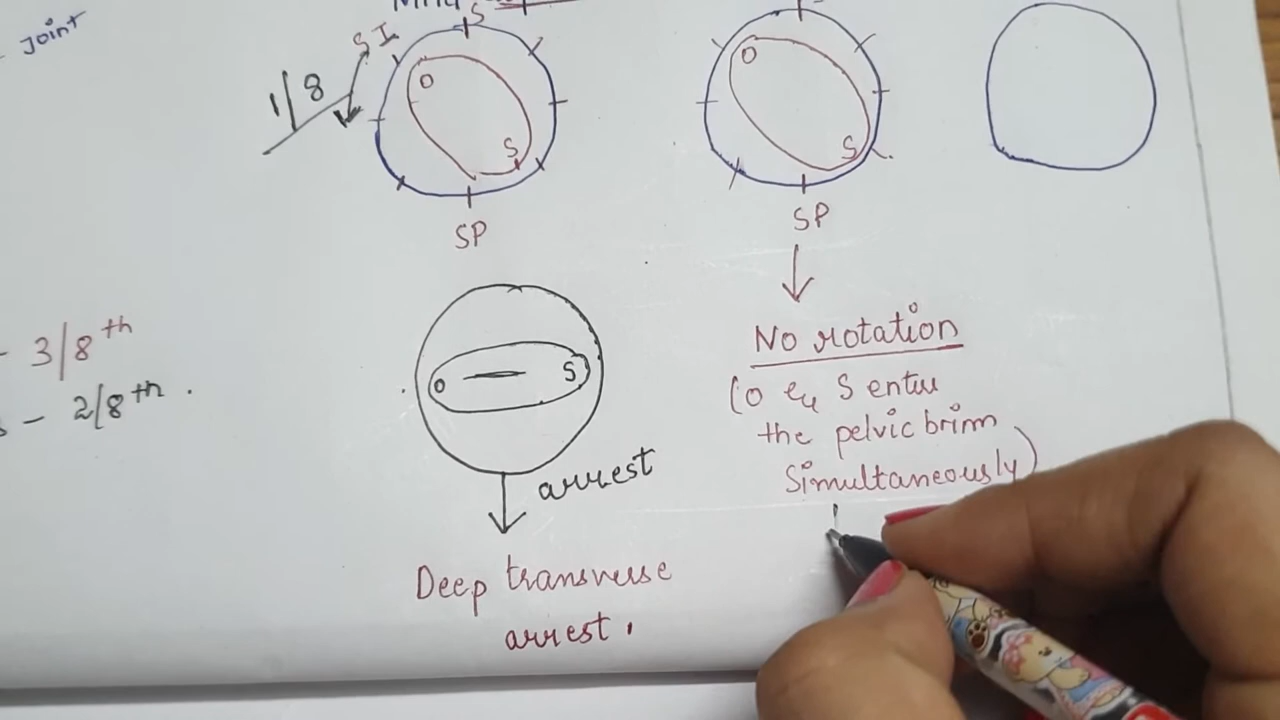 Joint
S
SI
1/8
O
S
SP
O
S
SP
3/8th
- 2/8th .
O
S
arrest
Deep transverse
arrest .
No rotation
(O S enter
the pelvic brim
simultaneously)